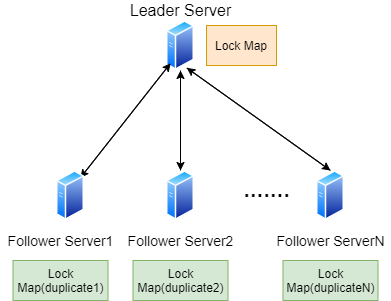 Leader Server
Lock Map
.......
Follower Server1
Follower Server2
Follower ServerN
Lock
Map(duplicate1)
Lock
Map(duplicate2)
Lock
Map(duplicateN)